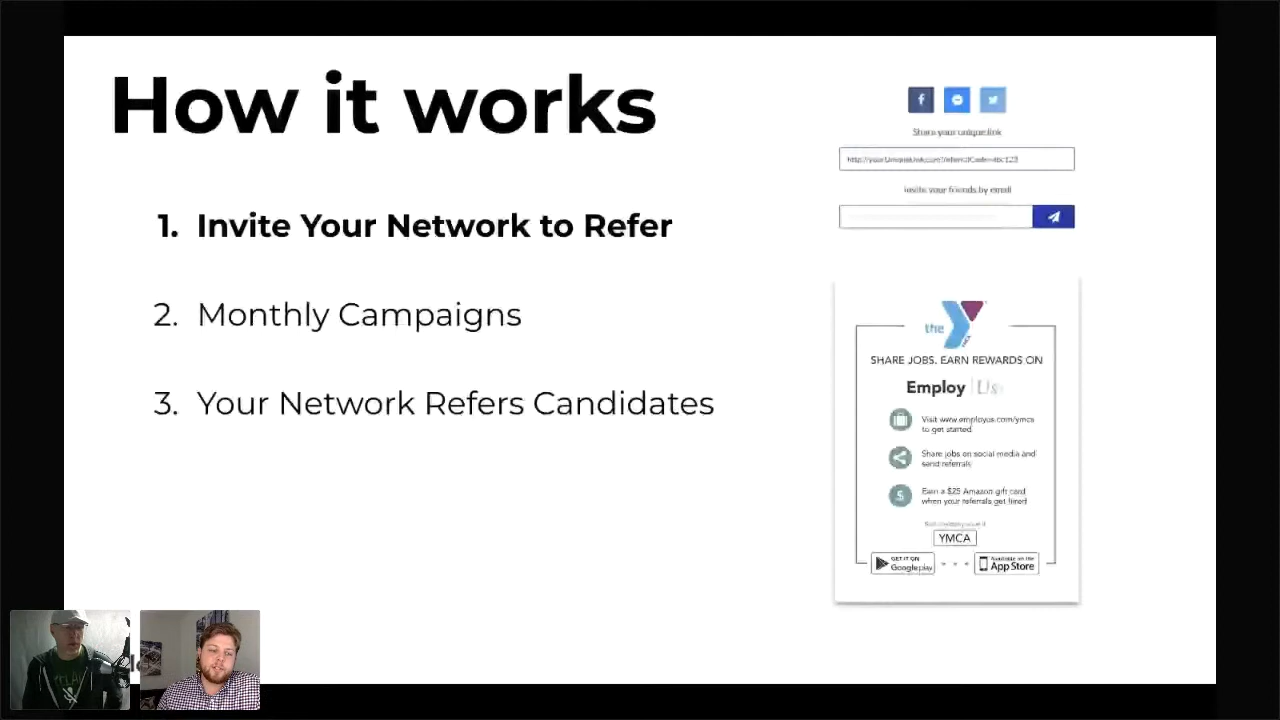 How it works
1. Invite Your Network to Refer
2. Monthly Campaigns
3. Your Network Refers Candidates
Share your unique link
Invite your friends by email
the
SHARE JOBS. EARN REWARDS ON
Employ Us
Visit www.employus.com/ymca
to get started
Share jobs on social media and
send referrals
$
Earn a $25 Amazon gift card
when your referrals get hired
YMCA
GET IT ON
Google play
Available on the
App Store